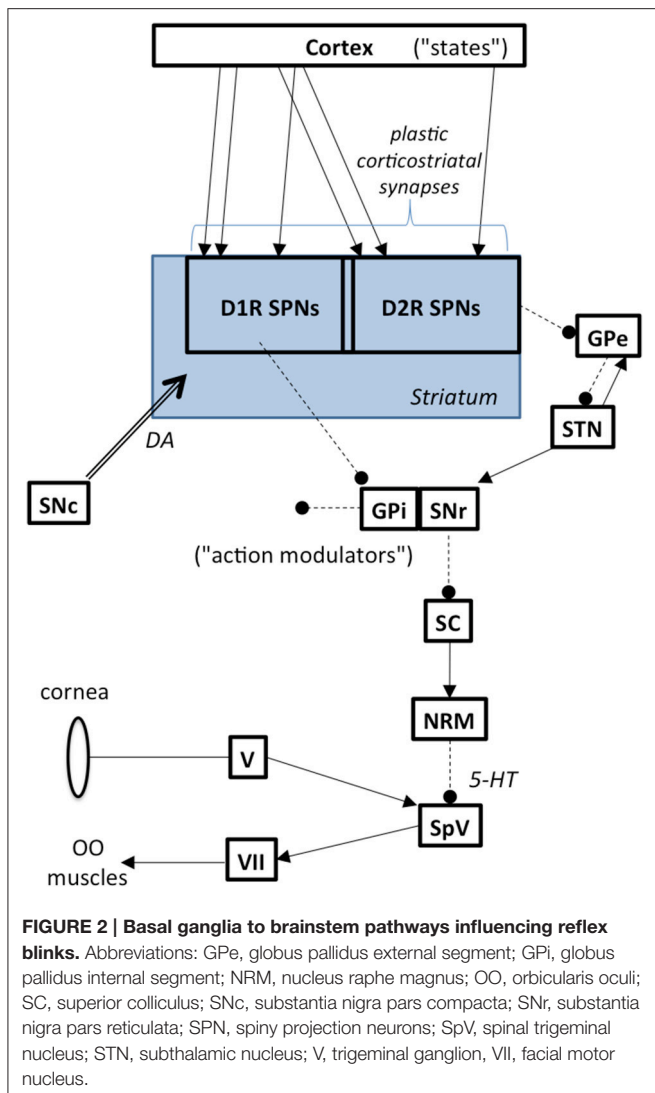 Cortex ("states")
plastic
corticostriatal
synapses
D1R SPNs
D2R SPNs
GPe
Striatum
DA
STN
SNc
GPi
SNr
("action modulators")
SC
cornea
NRM
V
5-HT
SpV
OO
muscles
VII
FIGURE 2 | Basal ganglia to brainstem pathways influencing reflex
blinks. Abbreviations: GPe, globus pallidus external segment; GPi, globus
pallidus internal segment; NRM, nucleus raphe magnus; OO, orbicularis oculi;
SC, superior colliculus; SNc, substantia nigra pars compacta; SNr, substantia
nigra pars reticulata; SPN, spiny projection neurons; SpV, spinal trigeminal
nucleus; STN, subthalamic nucleus; V, trigeminal ganglion, VII, facial motor
nucleus.